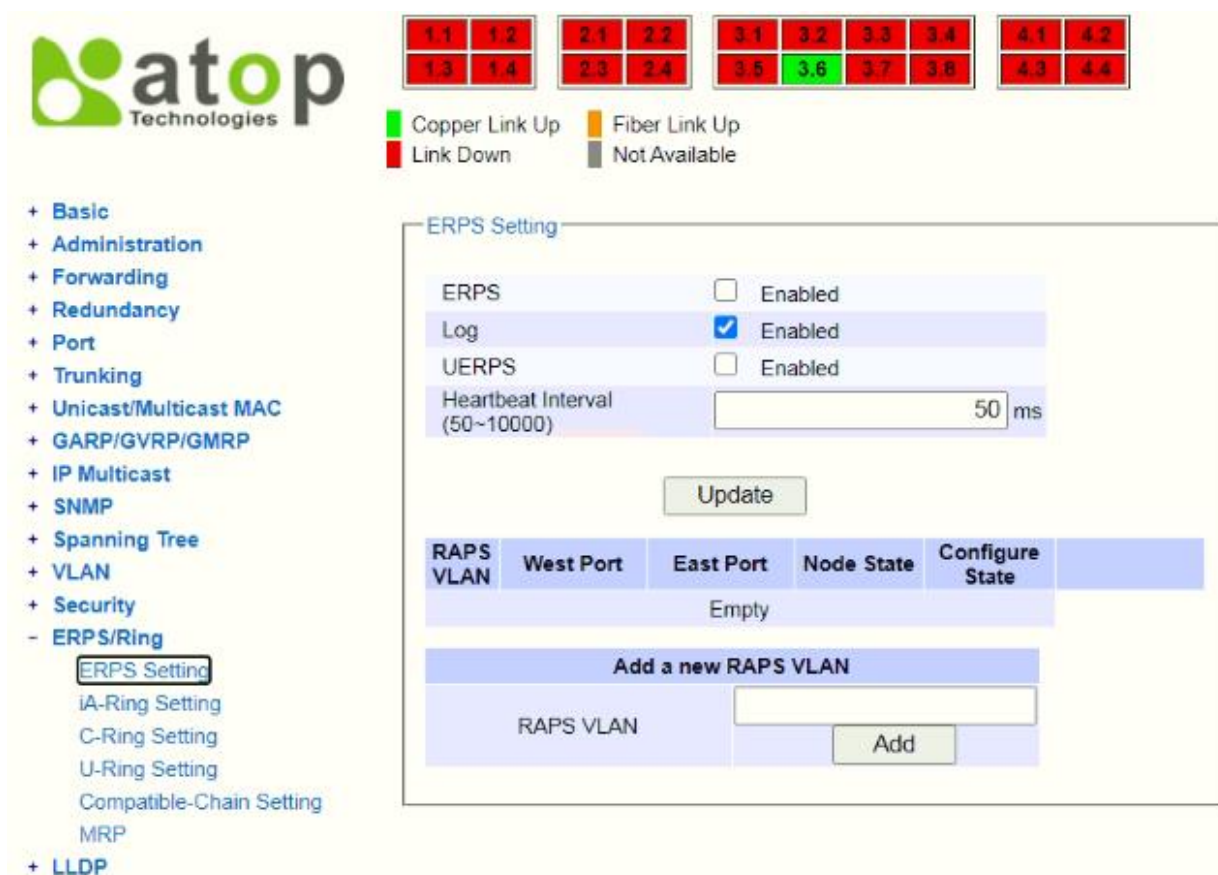 atop
Technologies
1.1 1.2 2.1 2.2 3.1 3.2 3.3 3.4 4.1 4.2
1.3 1.4 2.3 2.4 3.5 3.6 3.7 3.8 4.3 4.4
Copper Link Up Fiber Link Up
Link Down Not Available
+ Basic
+ Administration
+ Forwarding
+ Redundancy
+ Port
+ Trunking
+ Unicast/Multicast MAC
+ GARP/GVRP/GMRP
+ IP Multicast
+ SNMP
+ Spanning Tree
+ VLAN
+ Security
- ERPS/Ring
ERPS Setting
iA-Ring Setting
C-Ring Setting
U-Ring Setting
Compatible-Chain Setting
MRP
+ LLDP
ERPS Setting
ERPS Enabled
Log Enabled
UERPS Enabled
Heartbeat Interval
(50~10000) 50 ms
Update
RAPS VLAN West Port East Port Node State Configure State
Empty
Add a new RAPS VLAN
RAPS VLAN
Add